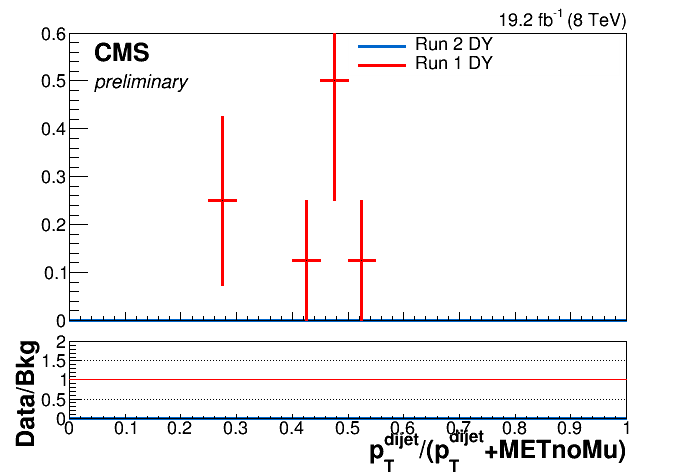 19.2 fb⁻¹ (8 TeV)
CMS
preliminary
Run 2 DY
Run 1 DY
0.6
0.5
0.4
0.3
0.2
0.1
0
Data/Bkg
2
1.5
1
0.5
0
0 0.1 0.2 0.3 0.4 0.5 0.6 0.7 0.8 0.9 1
p_T^dijet/(p_T^dijet+METnoMu)